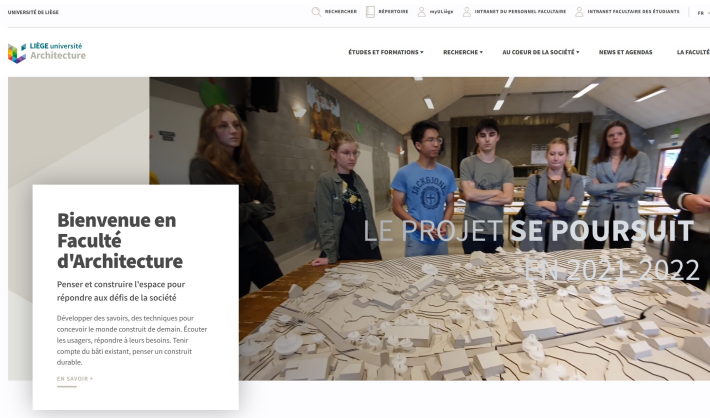 UNIVERSITÉ DE LIÈGE
RECHERCHER
RÉPERTOIRE
myULiège
INTRANET DU PERSONNEL FACULTAIRE
INTRANET FACULTAIRE DES ÉTUDIANTS
FR
LIÈGE université
Architecture
ÉTUDES ET FORMATIONS
RECHERCHE
AU COEUR DE LA SOCIÉTÉ
NEWS ET AGENDAS
LA FACULTÉ
LE PROJET SE POURSUIT
EN 2021-2022
Bienvenue en
Faculté
d'Architecture
Penser et construire l'espace pour
répondre aux défis de la société
Développer des savoirs, des techniques pour
concevoir le monde construit de demain. Écouter
les usagers, répondre à leurs besoins. Tenir
compte du bâti existant, penser un construit
durable.
EN SAVOIR +